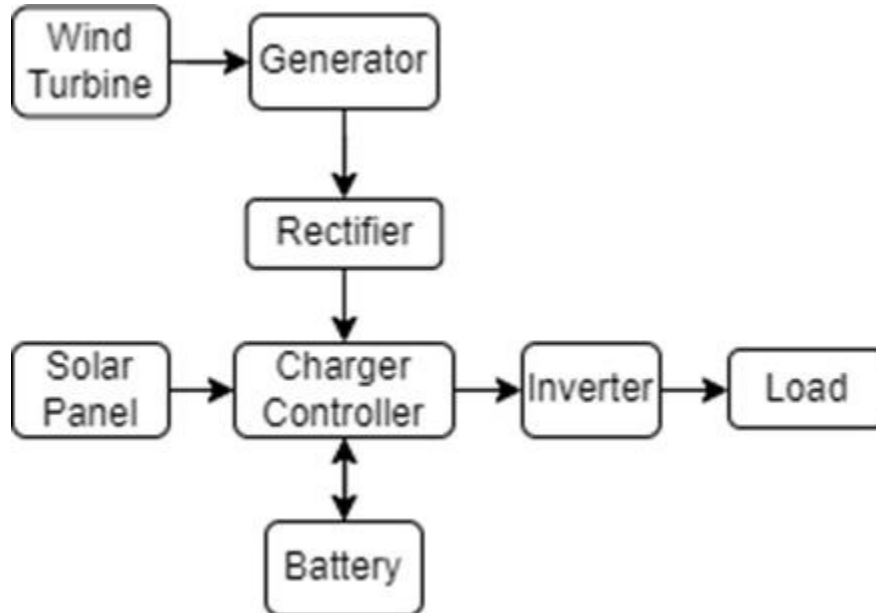 Wind
Turbine
Generator
Rectifier
Solar
Panel
Charger
Controller
Inverter
Load
Battery